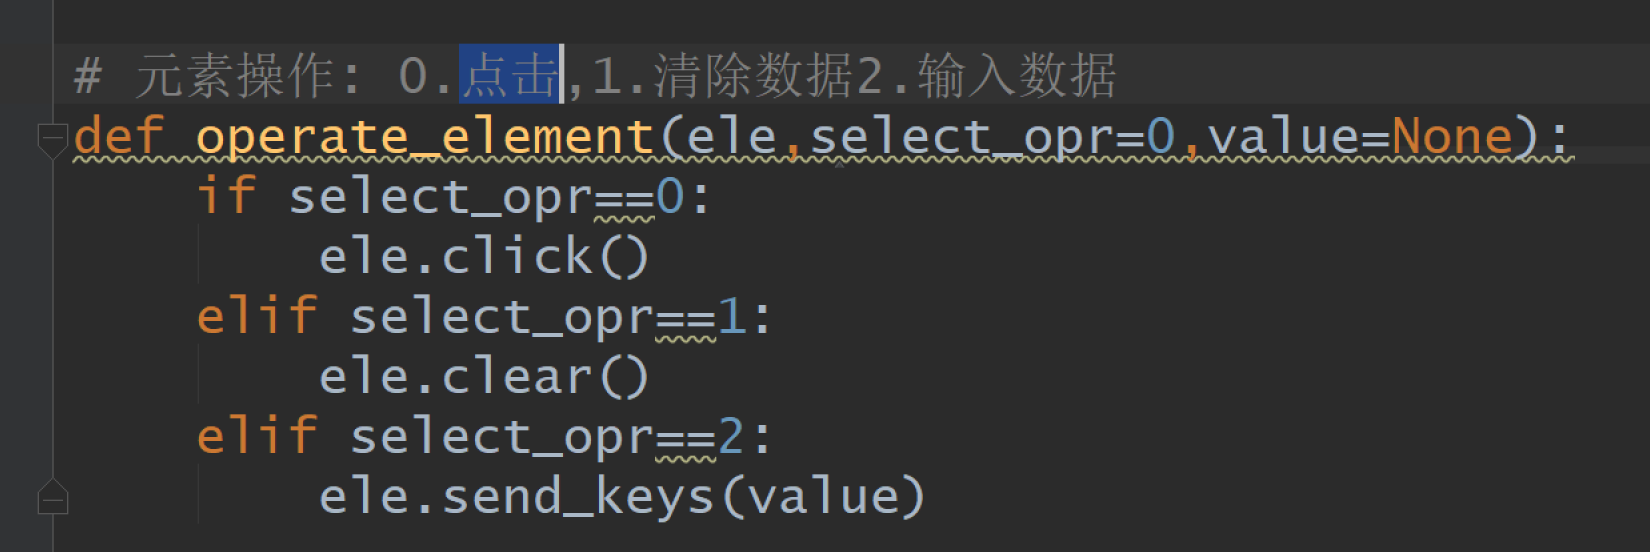 # 元素操作: 0.点击,1.清除数据2.输入数据
def operate_element(ele,select_opr=0,value=None):
    if select_opr==0:
        ele.click()
    elif select_opr==1:
        ele.clear()
    elif select_opr==2:
        ele.send_keys(value)